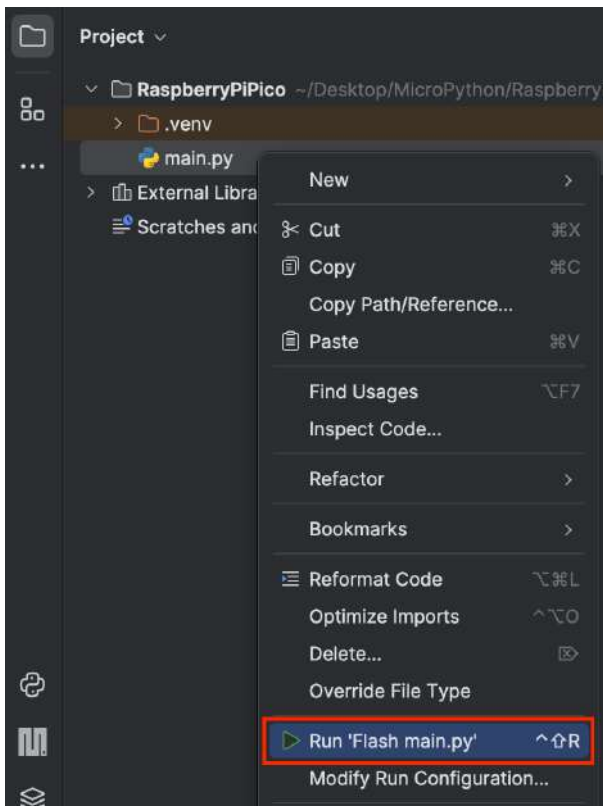 Project
RaspberryPiPico ~/Desktop/MicroPython/Raspberry
.venv
main.py
External Libra
Scratches and
New
Cut ⌘X
Copy ⌘C
Copy Path/Reference...
Paste ⌘V
Find Usages ⌥F7
Inspect Code...
Refactor
Bookmarks
Reformat Code ⌥⌘L
Optimize Imports ^⌥O
Delete... ⌦
Override File Type
Run 'Flash main.py' ^⇧R
Modify Run Configuration...